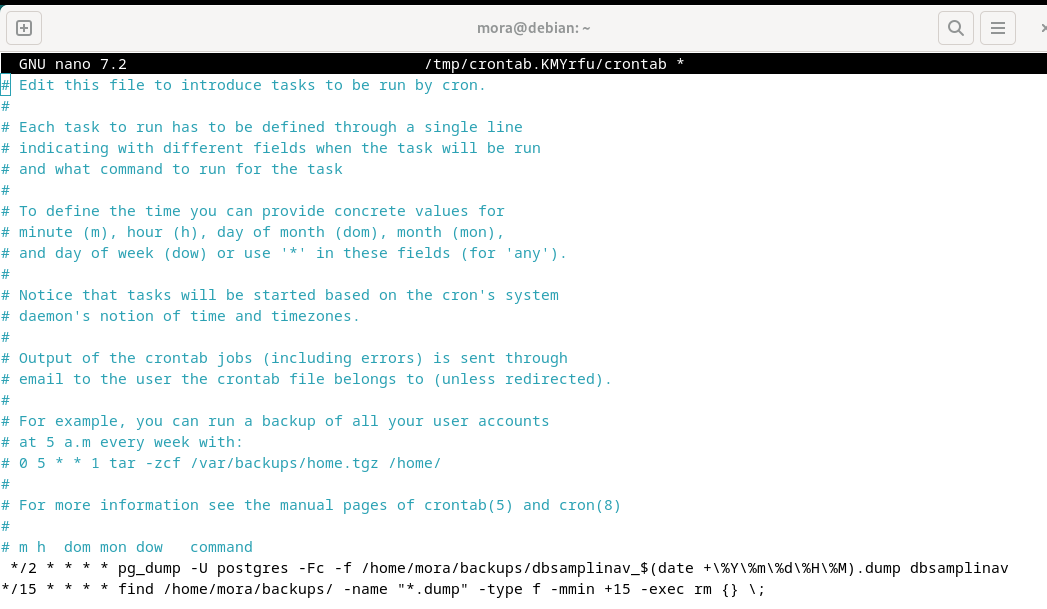 mora@debian: ~
GNU nano 7.2 /tmp/crontab.KMYrfu/crontab *
# Edit this file to introduce tasks to be run by cron.
#
# Each task to run has to be defined through a single line
# indicating with different fields when the task will be run
# and what command to run for the task
#
# To define the time you can provide concrete values for
# minute (m), hour (h), day of month (dom), month (mon),
# and day of week (dow) or use '*' in these fields (for 'any').
#
# Notice that tasks will be started based on the cron's system
# daemon's notion of time and timezones.
#
# Output of the crontab jobs (including errors) is sent through
# email to the user the crontab file belongs to (unless redirected).
#
# For example, you can run a backup of all your user accounts
# at 5 a.m every week with:
# 0 5 * * 1 tar -zcf /var/backups/home.tgz /home/
#
# For more information see the manual pages of crontab(5) and cron(8)
#
# m h  dom mon dow   command
 */2 * * * * pg_dump -U postgres -Fc -f /home/mora/backups/dbsamplinav_$(date +\%Y\%m\%d\%H\%M).dump dbsamplinav
*/15 * * * * find /home/mora/backups/ -name "*.dump" -type f -mmin +15 -exec rm {} \;